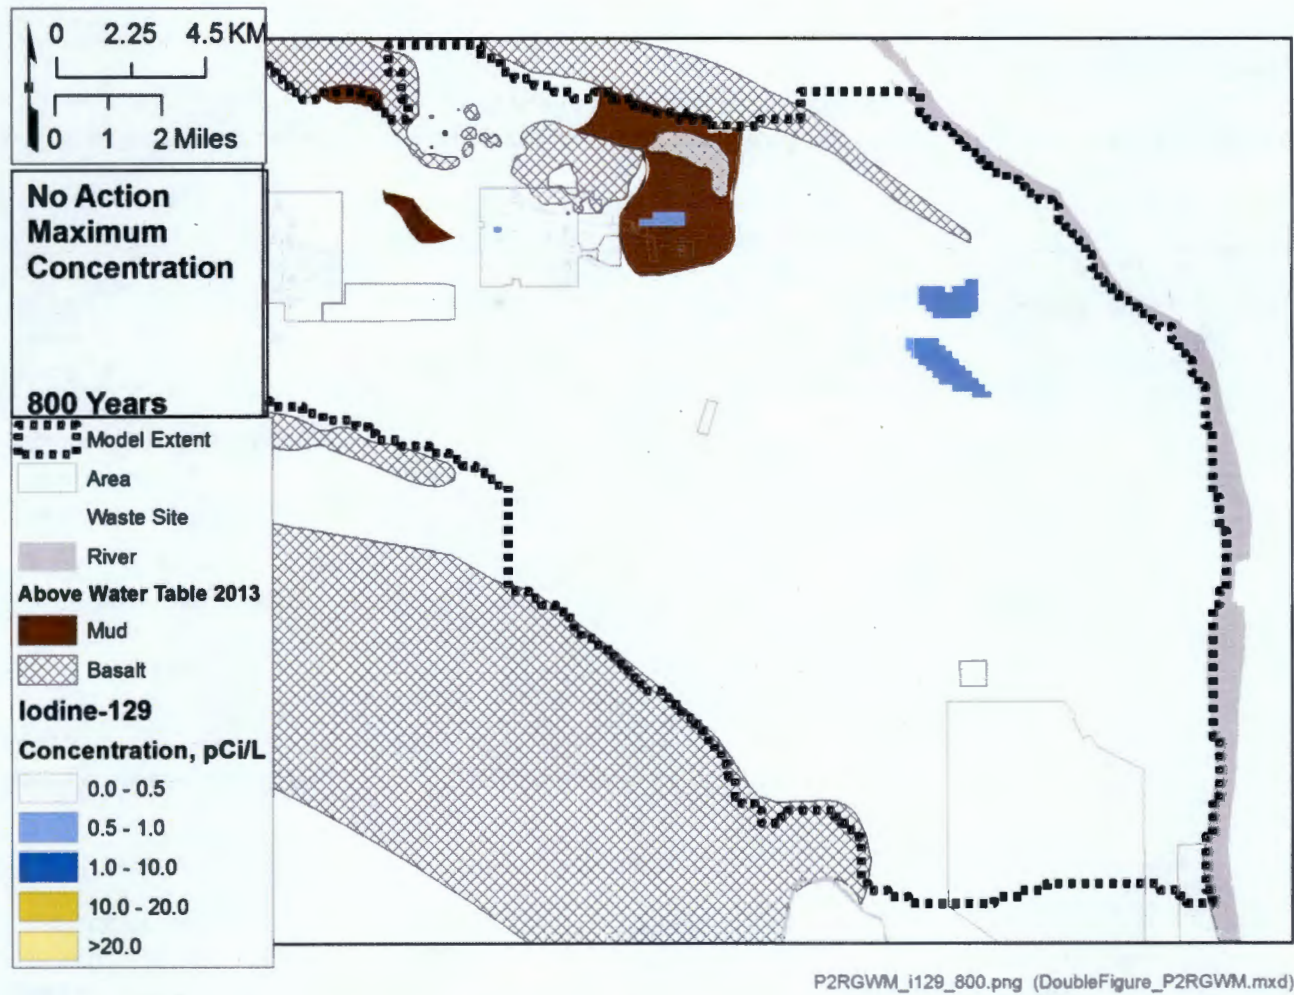 0 2.25 4.5 KM
0 1 2 Miles
No Action
Maximum
Concentration
800 Years
Model Extent
Area
Waste Site
River
Above Water Table 2013
Mud
Basalt
Iodine-129
Concentration, pCi/L
0.0 - 0.5
0.5 - 1.0
1.0 - 10.0
10.0 - 20.0
>20.0
P2RGWM_i129_800.png (DoubleFigure_P2RGWM.mxd)